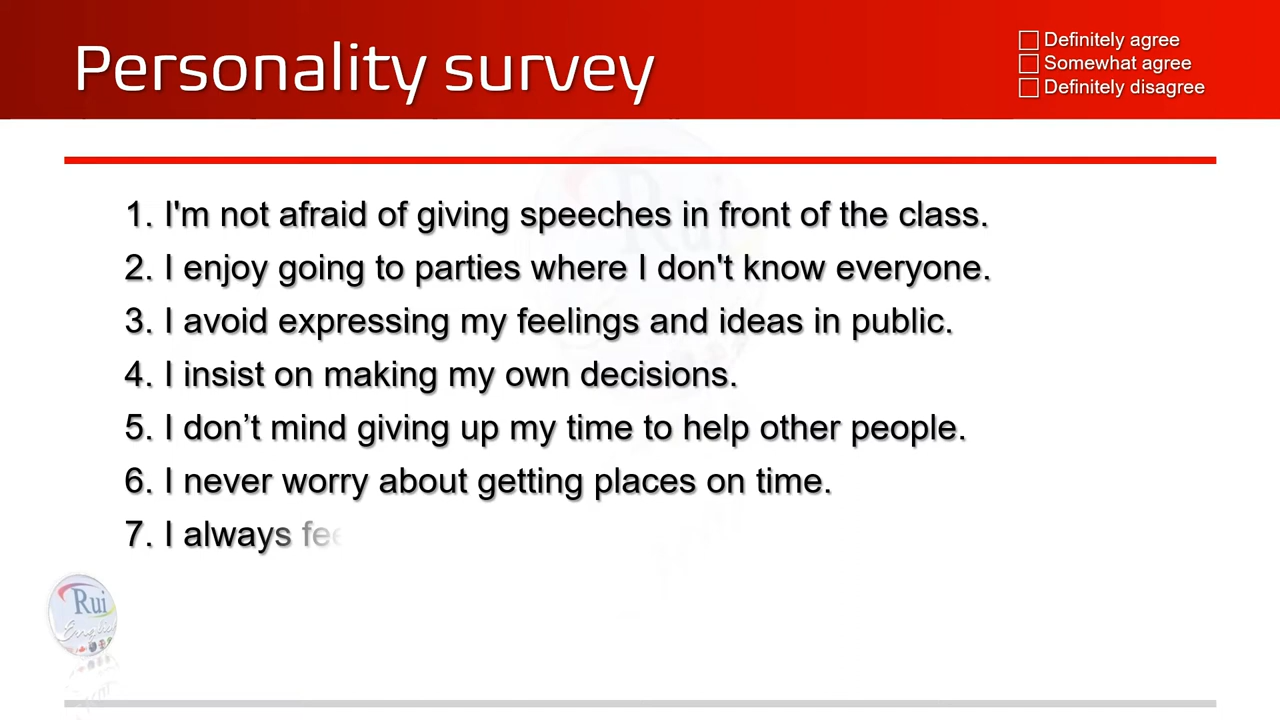 Personality survey
Definitely agree
Somewhat agree
Definitely disagree
1. I'm not afraid of giving speeches in front of the class.
2. I enjoy going to parties where I don't know everyone.
3. I avoid expressing my feelings and ideas in public.
4. I insist on making my own decisions.
5. I don’t mind giving up my time to help other people.
6. I never worry about getting places on time.
7. I always fee
Rui
English